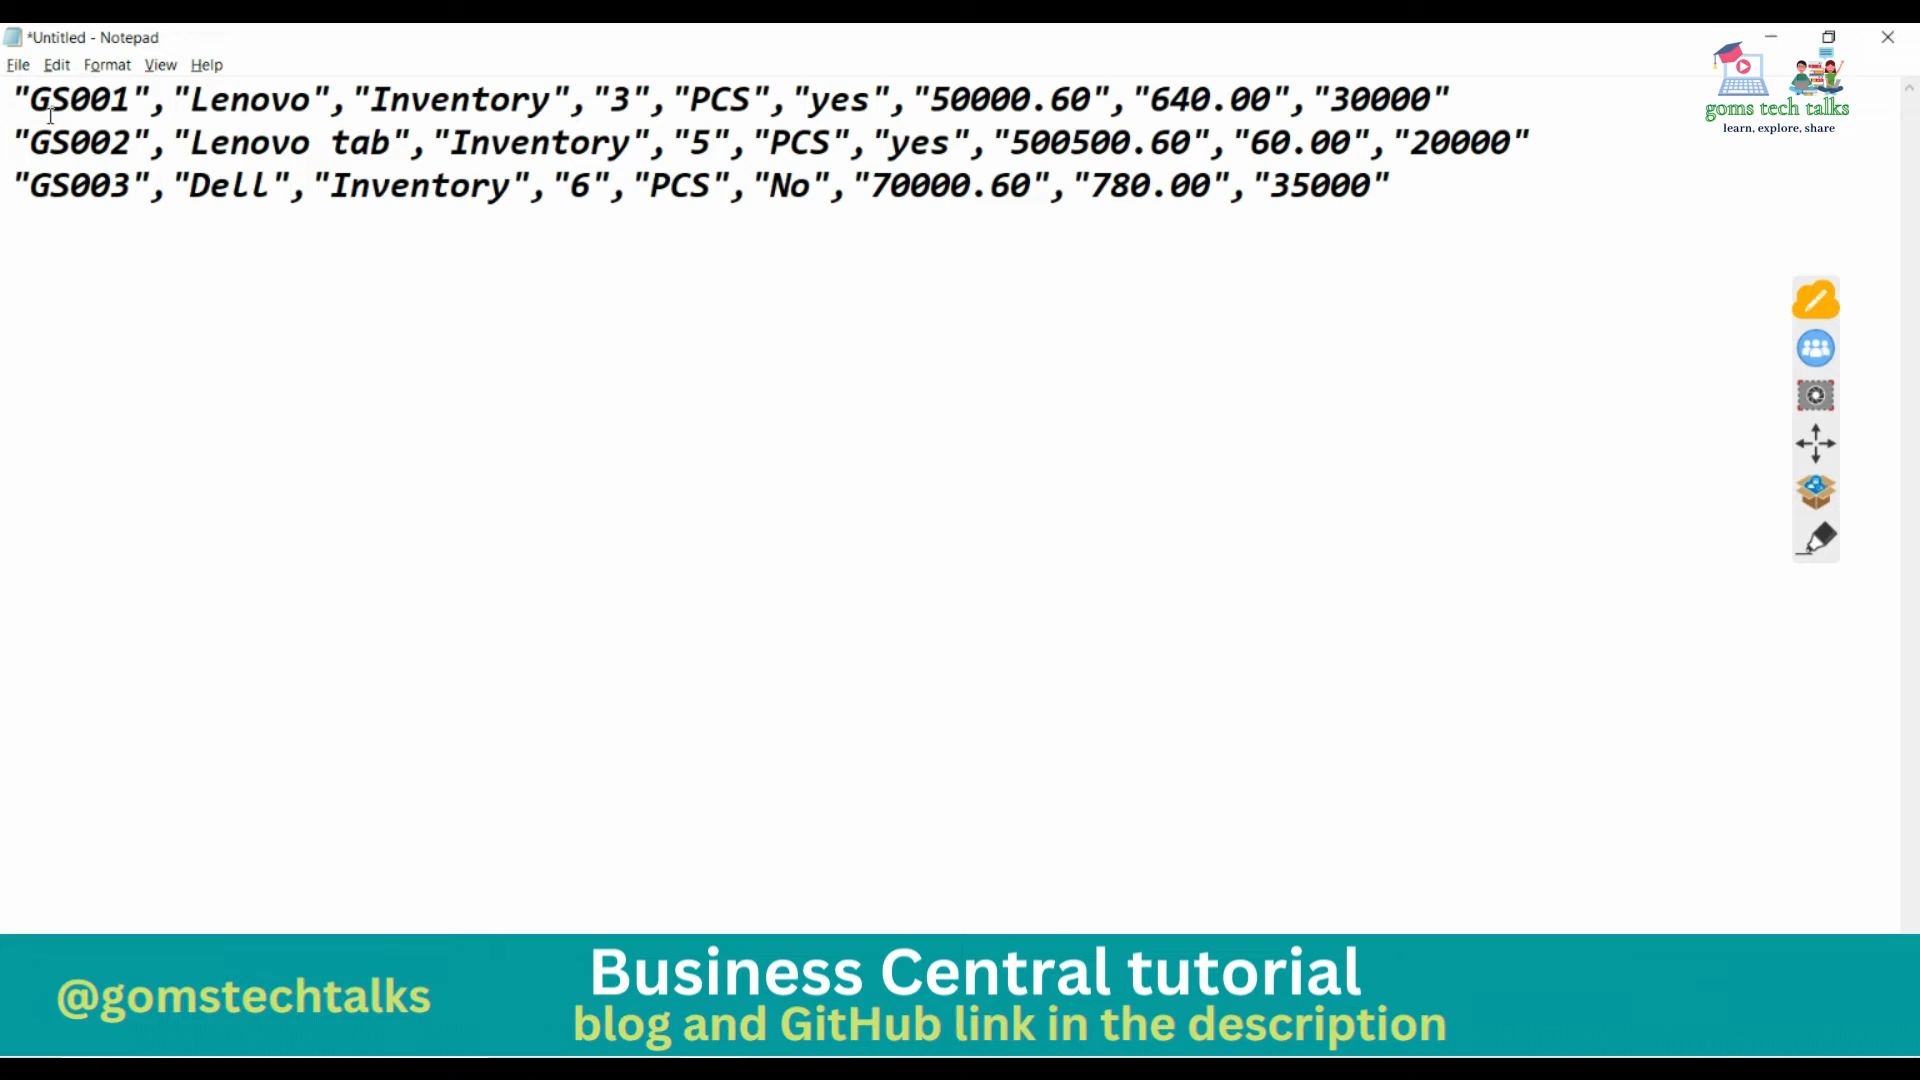 *Untitled - Notepad
File Edit Format View Help
"GS001","Lenovo","Inventory","3","PCS","yes","50000.60","640.00","30000"
"GS002","Lenovo tab","Inventory","5","PCS","yes","500500.60","60.00","20000"
"GS003","Dell","Inventory","6","PCS","No","70000.60","780.00","35000"
goms tech talks
learn, explore, share
@gomstechtalks
Business Central tutorial
blog and GitHub link in the description